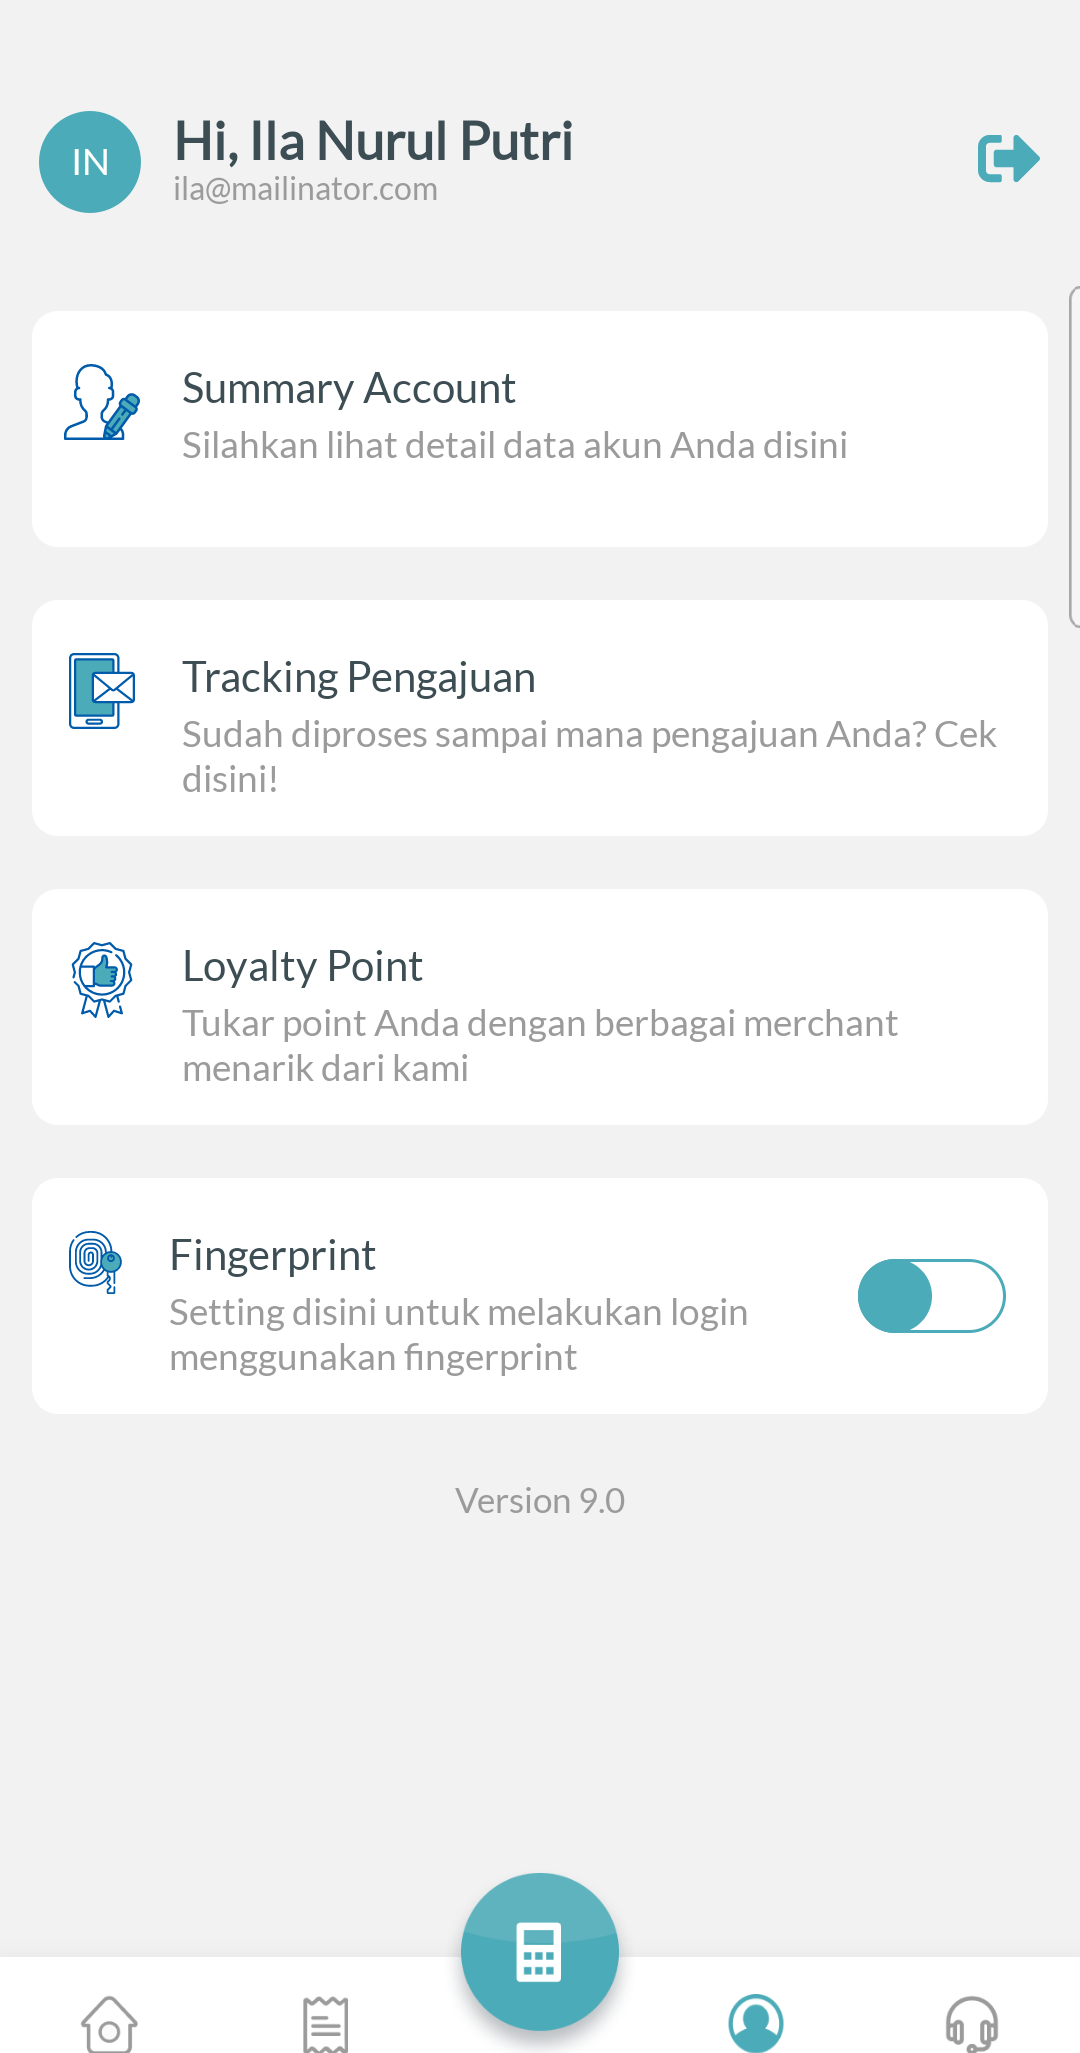 IN
Hi, Ila Nurul Putri
ila@mailinator.com
Summary Account
Silahkan lihat detail data akun Anda disini
Tracking Pengajuan
Sudah diproses sampai mana pengajuan Anda? Cek
disini!
Loyalty Point
Tukar point Anda dengan berbagai merchant
menarik dari kami
Fingerprint
Setting disini untuk melakukan login
menggunakan fingerprint
Version 9.0